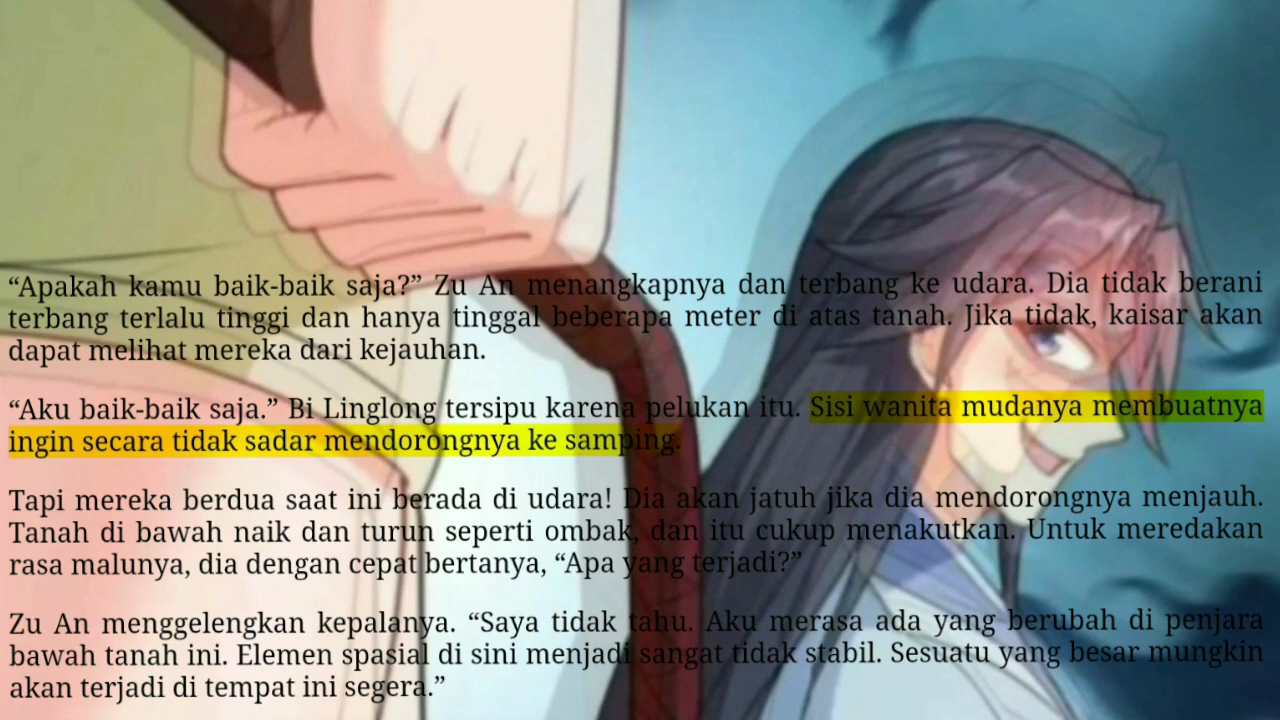 “Apakah kamu baik-baik saja?” Zu An menangkapnya dan terbang ke udara. Dia tidak berani
terbang terlalu tinggi dan hanya tinggal beberapa meter di atas tanah. Jika tidak, kaisar akan
dapat melihat mereka dari kejauhan.
“Aku baik-baik saja.” Bi Linglong tersipu karena pelukan itu. Sisi wanita mudanya membuatnya
ingin secara tidak sadar mendorongnya ke samping.
Tapi mereka berdua saat ini berada di udara! Dia akan jatuh jika dia mendorongnya menjauh.
Tanah di bawah naik dan turun seperti ombak, dan itu cukup menakutkan. Untuk meredakan
rasa malunya, dia dengan cepat bertanya, “Apa yang terjadi?”
Zu An menggelengkan kepalanya. “Saya tidak tahu. Aku merasa ada yang berubah di penjara
bawah tanah ini. Elemen spasial di sini menjadi sangat tidak stabil. Sesuatu yang besar mungkin
akan terjadi di tempat ini segera.”